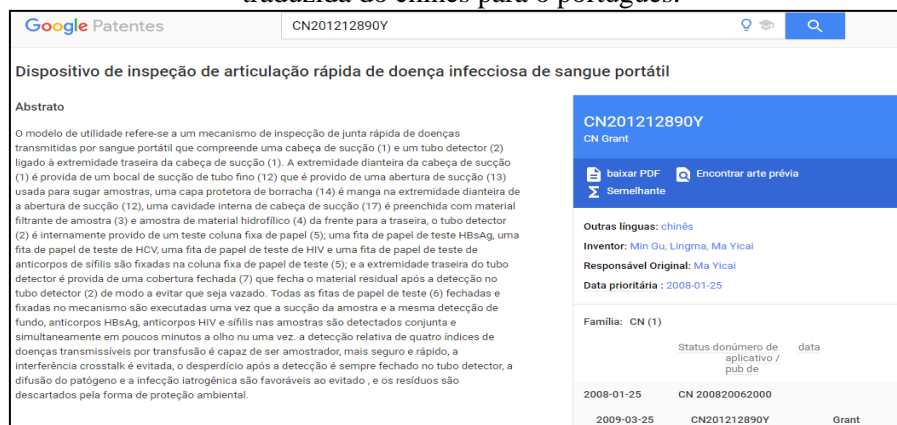 traduzida do chinês para o português.
Google Patentes
CN201212890Y
Dispositivo de inspeção de articulação rápida de doença infecciosa de sangue portátil
Abstrato
O modelo de utilidade refere-se a um mecanismo de inspeção de junta rápida de doenças
transmitidas por sangue portátil que compreende uma cabeça de sucção (1) e um tubo detector (2)
ligado à extremidade traseira da cabeça de sucção (1). A extremidade dianteira da cabeça de sucção
(1) é provida de um bocal de sucção de tubo fino (12) que é provido de uma abertura de sucção (13)
usada para sugar amostras, uma capa protetora de borracha (14) é manga na extremidade dianteira de
a abertura de sucção (12), uma cavidade interna de cabeça de sucção (17) é preenchida com material
filtrante de amostra (3) e amostra de material hidrofílico (4) da frente para a traseira, o tubo detector
(2) é internamente provido de um teste coluna fixa de papel (5); uma fita de papel de teste HBsAg, uma
fita de papel de teste de HCV, uma fita de papel de teste de HIV e uma fita de papel de teste de
anticorpos de sífilis são fixadas na coluna fixa de papel de teste (5); e a extremidade traseira do tubo
detector é provida de uma cobertura fechada (7) que fecha o material residual após a detecção no
tubo detector (2) de modo a evitar que seja vazado. Todas as fitas de papel de teste (6) fechadas e
fixadas no mecanismo são executadas uma vez que a sucção da amostra e a mesma detecção de
fundo, anticorpos HBsAg, anticorpos HIV e sífilis nas amostras são detectados conjunta e
simultaneamente em poucos minutos a olho nu uma vez. a detecção relativa de quatro índices de
doenças transmissíveis por transfusão é capaz de ser amostrador, mais seguro e rápido, a
interferência crosstalk é evitada, o desperdício após a detecção é sempre fechado no tubo detector, a
difusão do patógeno e a infecção iatrogênica são favoráveis ao evitado , e os resíduos são
descartados pela forma de proteção ambiental.
CN201212890Y
CN Grant
baixar PDF Encontrar arte prévia
Semelhante
Outras línguas: chinês
Inventor: Min Gu, Lingma, Ma Yicai
Responsável Original: Ma Yicai
Data prioritária : 2008-01-25
Família: CN (1)
Status donúmero de data
aplicativo /
pub de
2008-01-25 CN 200820062000
2009-03-25 CN201212890Y Grant